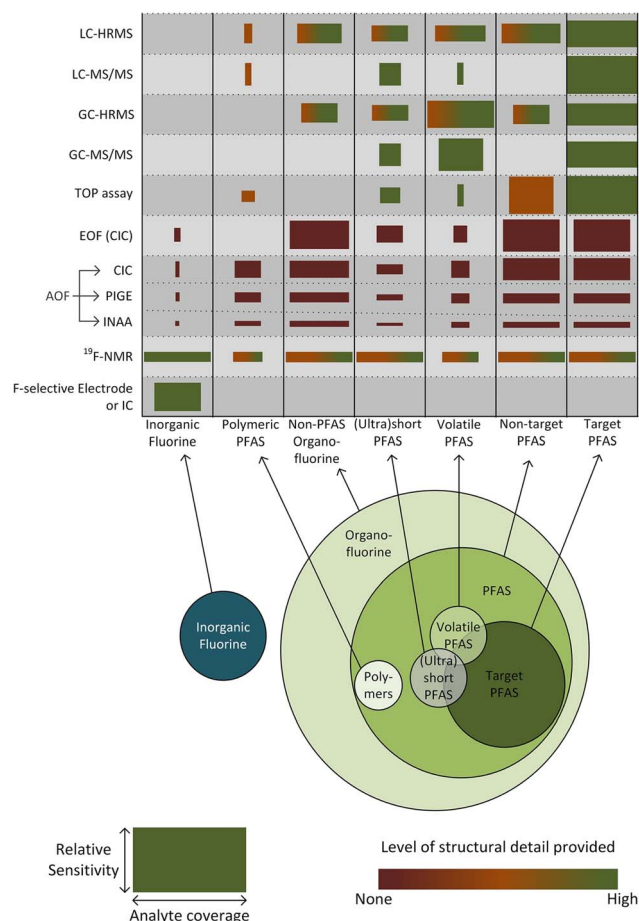 LC-HRMS
LC-MS/MS
GC-HRMS
GC-MS/MS
TOP assay
EOF (CIC)
CIC
AOF
PIGE
INAA
¹⁹F-NMR
F-selective Electrode
or IC
Inorganic
Fluorine
Polymeric
PFAS
Non-PFAS
Organo-
fluorine
(Ultra)short
PFAS
Volatile
PFAS
Non-target
PFAS
Target
PFAS
Organo-
fluorine
PFAS
Inorganic
Fluorine
Volatile
PFAS
(Ultra)
short
PFAS
Poly-
mers
Target
PFAS
Relative
Sensitivity
Analyte coverage
Level of structural detail provided
None
High